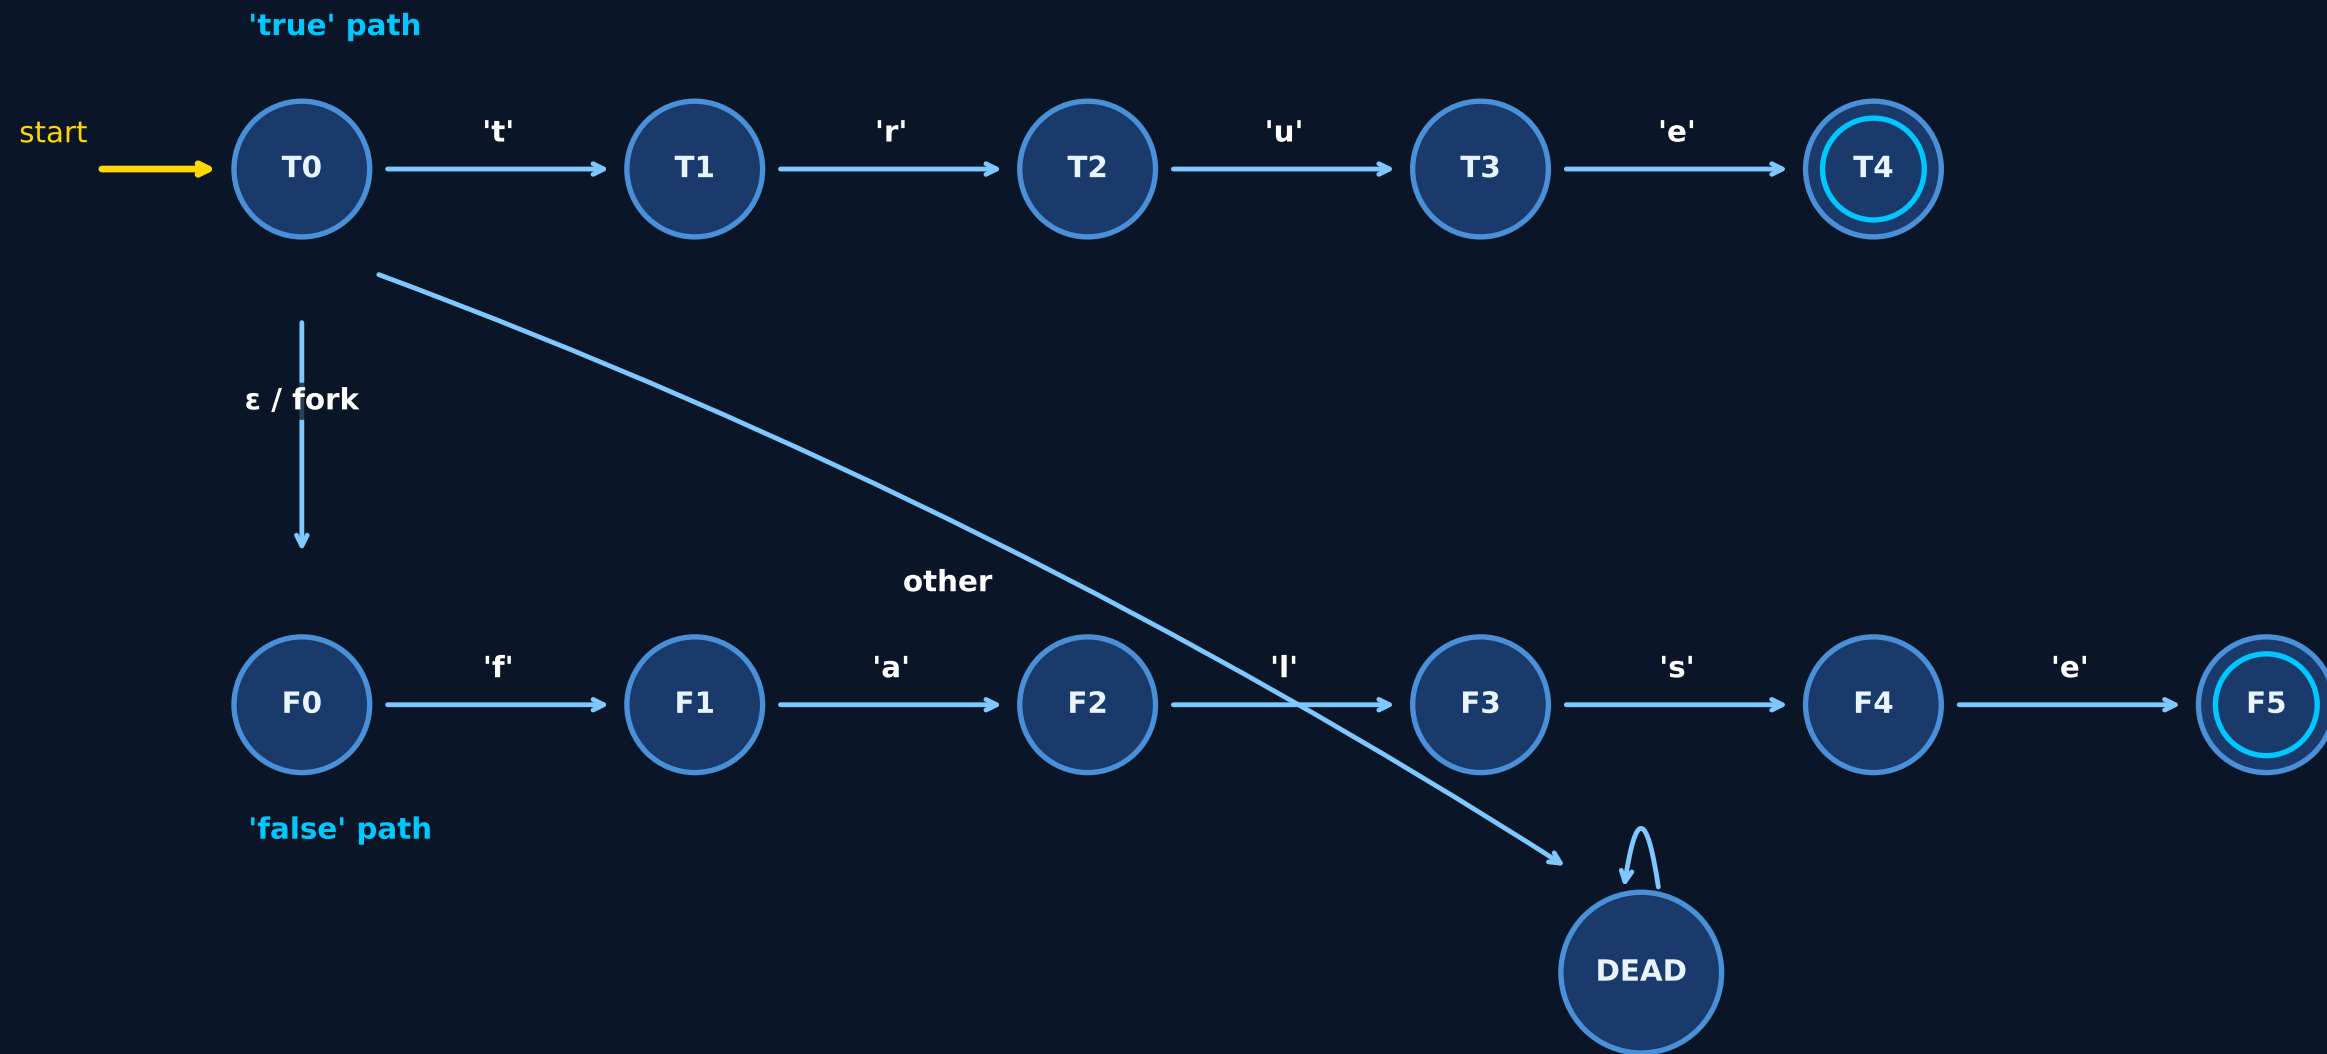 'true' path
start
't'
'r'
'u'
'e'
T0
T1
T2
T3
T4
ε / fork
other
'f'
'a'
'l'
's'
'e'
F0
F1
F2
F3
F4
F5
'false' path
DEAD